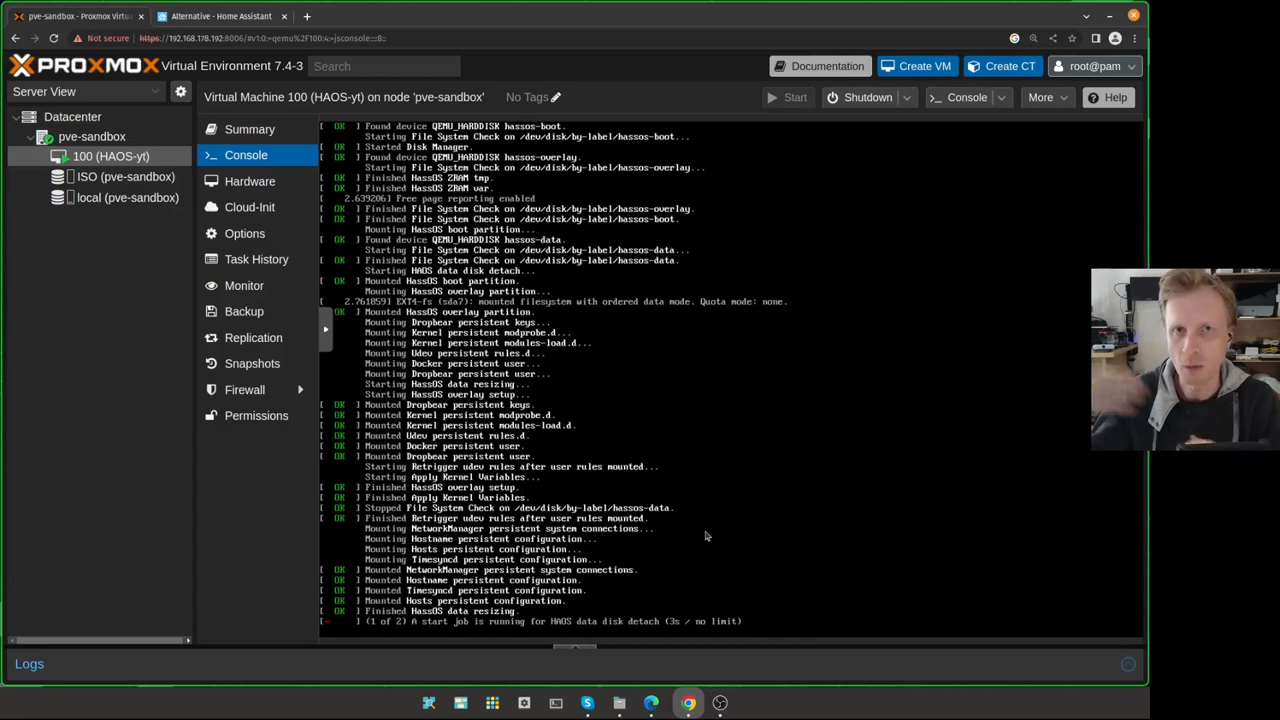 pve-sandbox - Proxmox Virtu
Alternative - Home Assistant
Not secure
https://192.168.178.192:8006/#v1:0:=qemu%2F100:4:=jsconsole::::8::
PROXMOX
Virtual Environment 7.4-3
Search
Documentation
Create VM
Create CT
root@pam
Server View
Virtual Machine 100 (HAOS-yt) on node 'pve-sandbox'
No Tags
Start
Shutdown
Console
More
Help
Datacenter
pve-sandbox
100 (HAOS-yt)
ISO (pve-sandbox)
local (pve-sandbox)
Summary
Console
Hardware
Cloud-Init
Options
Task History
Monitor
Backup
Replication
Snapshots
Firewall
Permissions
[ OK ] Found device QEMU_HARDDISK hassos-boot.
Starting File System Check on /dev/disk/by-label/hassos-boot...
[ OK ] Started Disk Manager.
[ OK ] Found device QEMU_HARDDISK hassos-overlay.
Starting File System Check on /dev/disk/by-label/hassos-overlay...
[ OK ] Finished HassOS ZRAM tmp.
[ OK ] Finished HassOS ZRAM var.
[ 2.639206] Free page reporting enabled
[ OK ] Finished File System Check on /dev/disk/by-label/hassos-overlay.
[ OK ] Finished File System Check on /dev/disk/by-label/hassos-boot.
Mounting HassOS boot partition...
[ OK ] Found device QEMU_HARDDISK hassos-data.
Starting File System Check on /dev/disk/by-label/hassos-data...
[ OK ] Finished File System Check on /dev/disk/by-label/hassos-data.
Starting HAOS data disk detach...
[ OK ] Mounted HassOS boot partition.
Mounting HassOS overlay partition...
[ 2.761859] EXT4-fs (sda7): mounted filesystem with ordered data mode. Quota mode: none.
[ OK ] Mounted HassOS overlay partition.
Mounting Dropbear persistent keys...
Mounting Kernel persistent modprobe.d...
Mounting Kernel persistent modules-load.d...
Mounting Udev persistent rules.d...
Mounting Docker persistent user...
Mounting Dropbear persistent user...
Starting HassOS data resizing...
Starting HassOS overlay setup...
[ OK ] Mounted Dropbear persistent keys.
[ OK ] Mounted Kernel persistent modprobe.d.
[ OK ] Mounted Kernel persistent modules-load.d.
[ OK ] Mounted Udev persistent rules.d.
[ OK ] Mounted Docker persistent user.
[ OK ] Mounted Dropbear persistent user.
Starting Retrigger udev rules after user rules mounted...
Starting Apply Kernel Variables...
[ OK ] Finished HassOS overlay setup.
[ OK ] Finished Apply Kernel Variables.
[ OK ] Stopped File System Check on /dev/disk/by-label/hassos-data.
[ OK ] Finished Retrigger udev rules after user rules mounted.
Mounting NetworkManager persistent system connections...
Mounting Hostname persistent configuration...
Mounting Hosts persistent configuration...
Mounting Timesyncd persistent configuration...
[ OK ] Mounted NetworkManager persistent system connections.
[ OK ] Mounted Hostname persistent configuration.
[ OK ] Mounted Timesyncd persistent configuration.
[ OK ] Mounted Hosts persistent configuration.
[ OK ] Finished HassOS data resizing.
[* ] (1 of 2) A start job is running for HAOS data disk detach (3s / no limit)
Logs